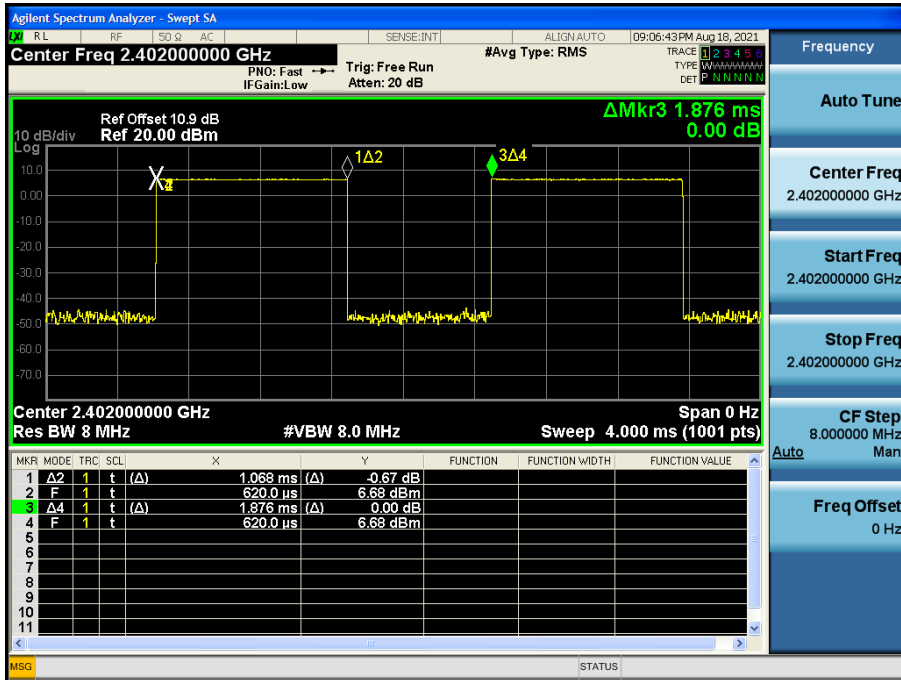 Agilent Spectrum Analyzer - Swept SA
LXI RL RF 50 Ω AC SENSE:INT ALIGN AUTO 09:06:43 PM Aug 18, 2021
Center Freq 2.402000000 GHz #Avg Type: RMS TRACE 1 2 3 4 5 6
PNO: Fast Trig: Free Run TYPE WWWWWW
IFGain:Low Atten: 20 dB DET P N N N N N
Frequency
ΔMkr3 1.876 ms
0.00 dB
Ref Offset 10.9 dB
10 dB/div Ref 20.00 dBm
Log
1Δ2 3Δ4
10.0
0.00
-10.0
-20.0
-30.0
-40.0
-50.0
-60.0
-70.0
Center 2.402000000 GHz Span 0 Hz
Res BW 8 MHz #VBW 8.0 MHz Sweep 4.000 ms (1001 pts)
MKR MODE TRC SCL X Y FUNCTION FUNCTION WIDTH FUNCTION VALUE
1 Δ2 1 t (Δ) 1.068 ms (Δ) -0.67 dB
2 F 1 t 620.0 µs 6.68 dBm
3 Δ4 1 t (Δ) 1.876 ms (Δ) 0.00 dB
4 F 1 t 620.0 µs 6.68 dBm
5
6
7
8
9
10
11
MSG STATUS
Auto Tune
Center Freq
2.402000000 GHz
Start Freq
2.402000000 GHz
Stop Freq
2.402000000 GHz
CF Step
8.000000 MHz
Auto Man
Freq Offset
0 Hz